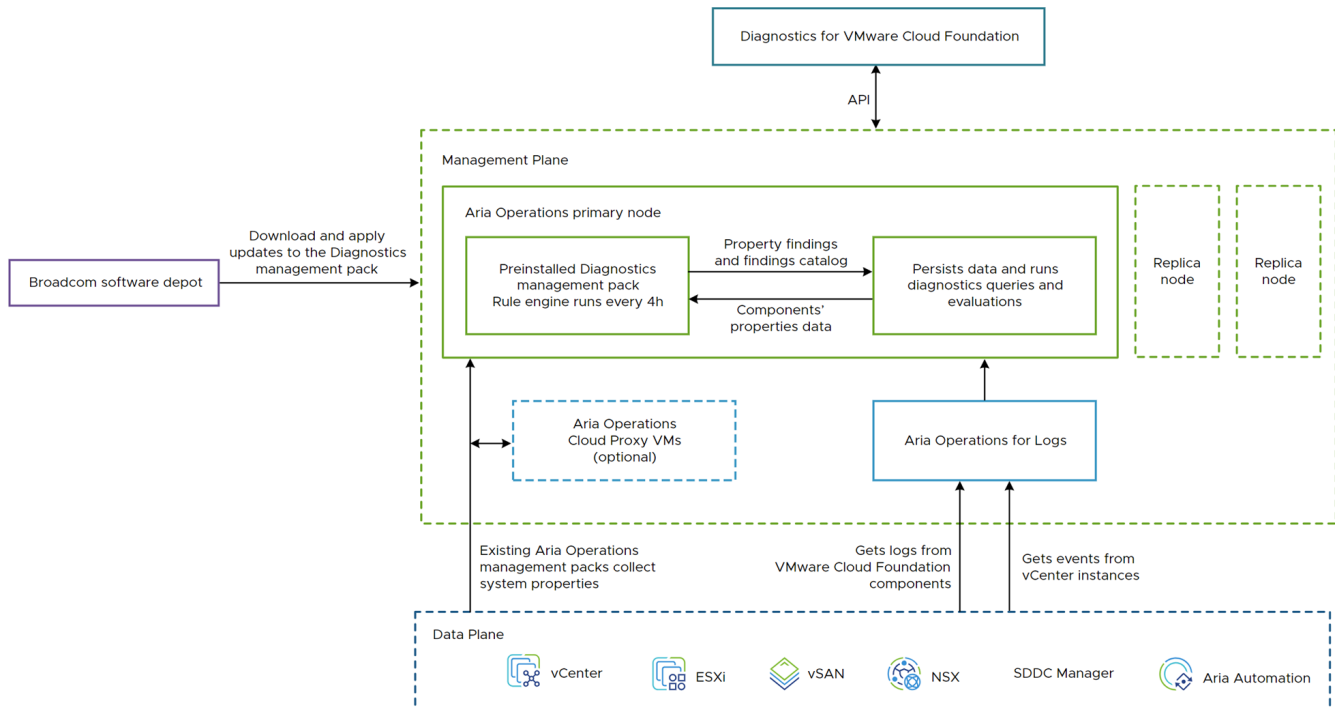 Diagnostics for VMware Cloud Foundation
API
Management Plane
Aria Operations primary node
Download and apply
updates to the Diagnostics
management pack
Broadcom software depot
Preinstalled Diagnostics
management pack
Rule engine runs every 4h
Property findings
and findings catalog
Components’
properties data
Persists data and runs
diagnostics queries and
evaluations
Replica
node
Replica
node
Aria Operations
Cloud Proxy VMs
(optional)
Aria Operations for Logs
Existing Aria Operations
management packs collect
system properties
Gets logs from
VMware Cloud Foundation
components
Gets events from
vCenter instances
Data Plane
vCenter
ESXi
vSAN
NSX
SDDC Manager
Aria Automation